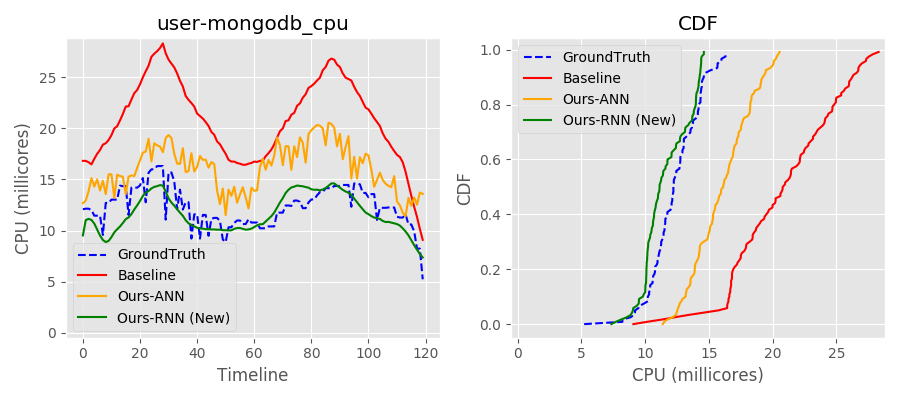 user-mongodb_cpu
CPU (millicores)
25
20
15
10
5
0
GroundTruth
Baseline
Ours-ANN
Ours-RNN (New)
0 20 40 60 80 100 120
Timeline
CDF
CDF
1.0
0.8
0.6
0.4
0.2
0.0
GroundTruth
Baseline
Ours-ANN
Ours-RNN (New)
0 5 10 15 20 25
CPU (millicores)